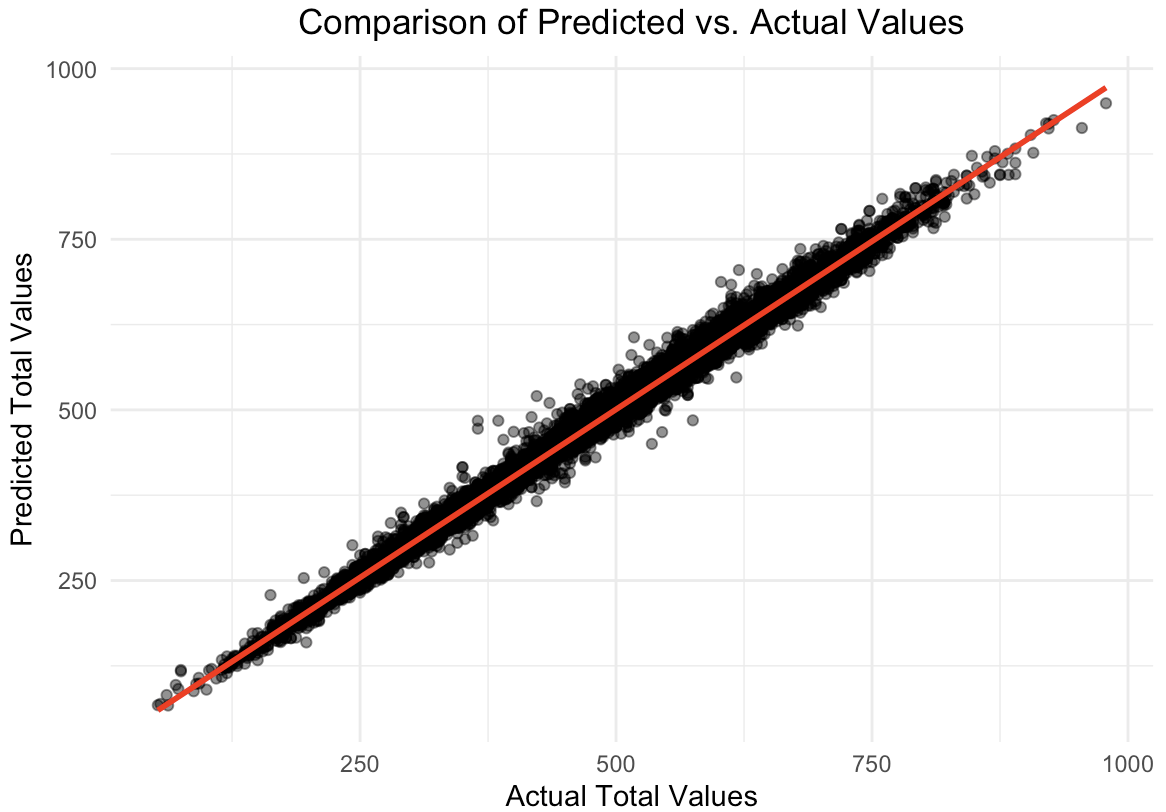 Comparison of Predicted vs. Actual Values
1000
750
500
250
Predicted Total Values
250 500 750 1000
Actual Total Values